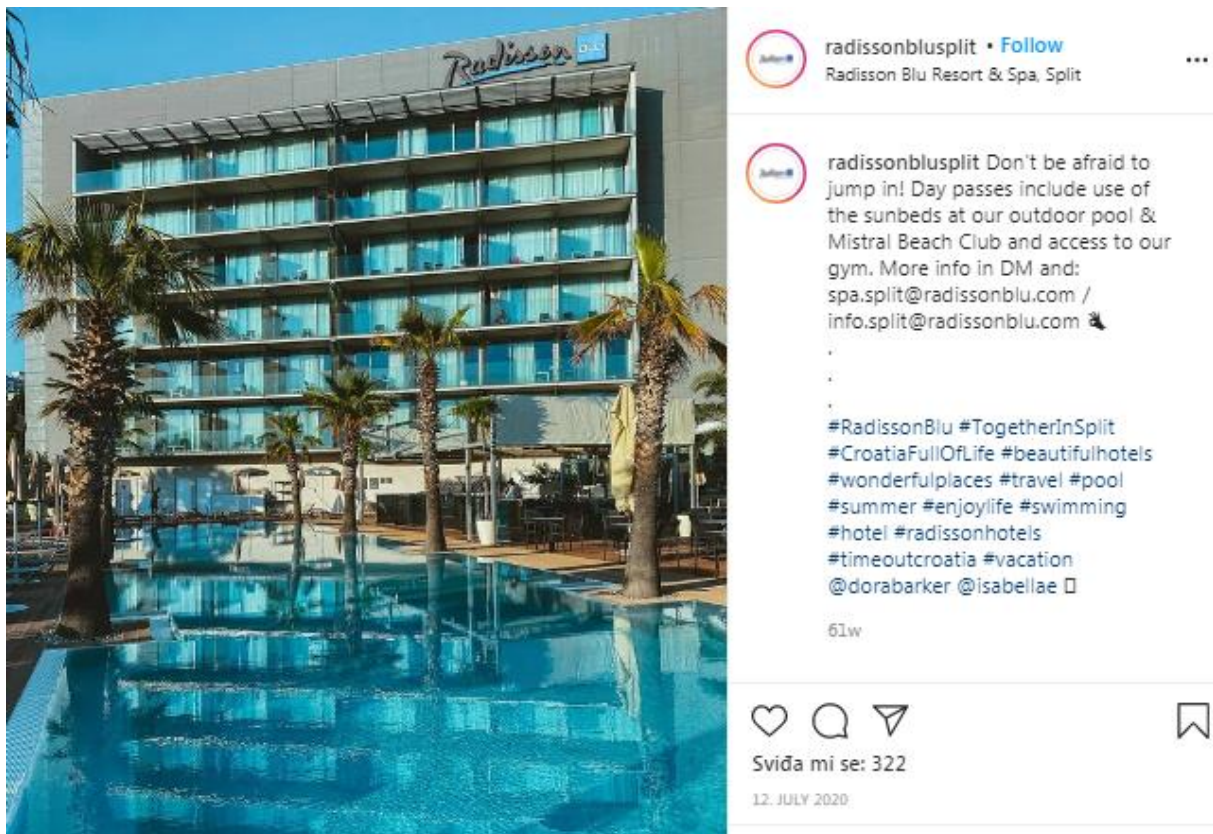 Radisson BLU
radissonblusplit • Follow
Radisson Blu Resort & Spa, Split
radissonblusplit Don't be afraid to
jump in! Day passes include use of
the sunbeds at our outdoor pool &
Mistral Beach Club and access to our
gym. More info in DM and:
spa.split@radissonblu.com /
info.split@radissonblu.com
.
.
.
#RadissonBlu #TogetherInSplit
#CroatiaFullOfLife #beautifulhotels
#wonderfulplaces #travel #pool
#summer #enjoylife #swimming
#hotel #radissonhotels
#timeoutcroatia #vacation
@dorabarker @isabellae
61w
Sviđa mi se: 322
12. JULY 2020